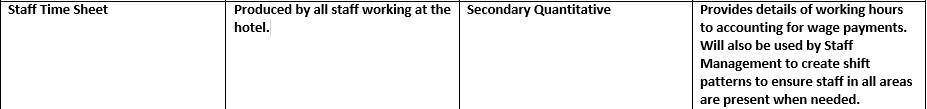 Staff Time Sheet
Produced by all staff working at the
hotel.
Secondary Quantitative
Provides details of working hours
to accounting for wage payments.
Will also be used by Staff
Management to create shift
patterns to ensure staff in all areas
are present when needed.